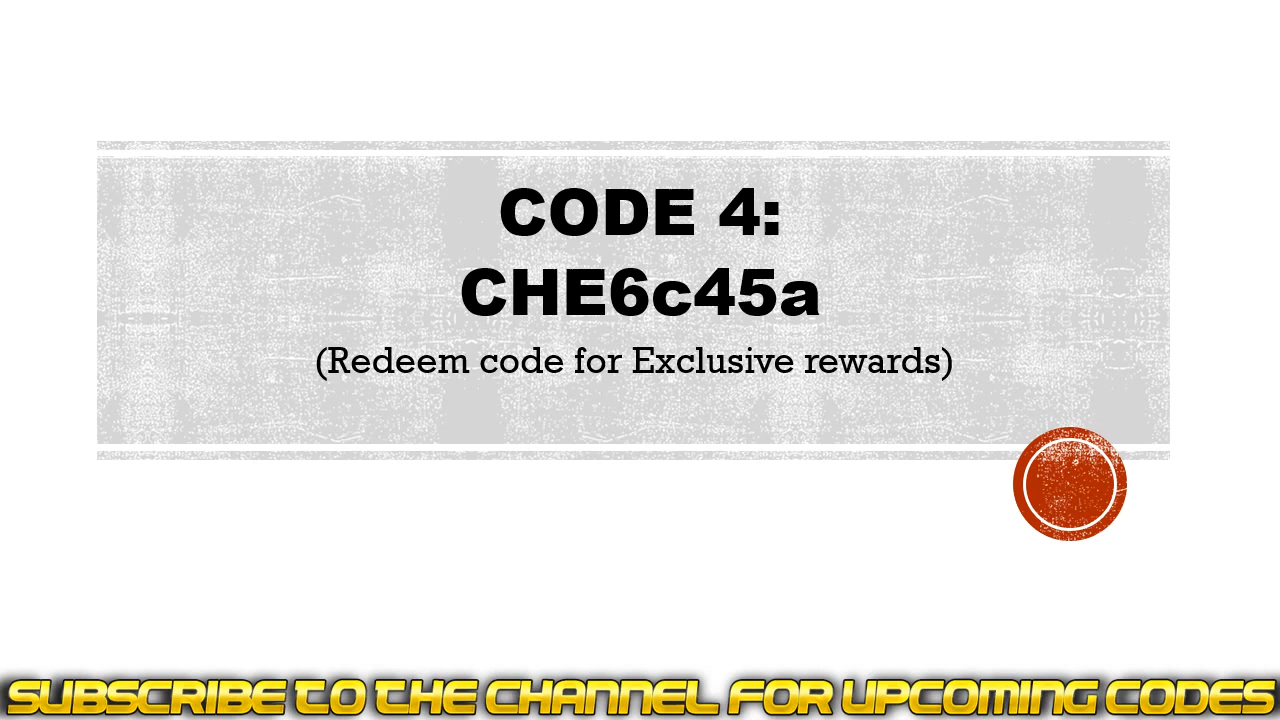 CODE 4:
CHE6c45a
(Redeem code for Exclusive rewards)
SUBSCRIBE TO THE CHANNEL FOR UPCOMING CODES